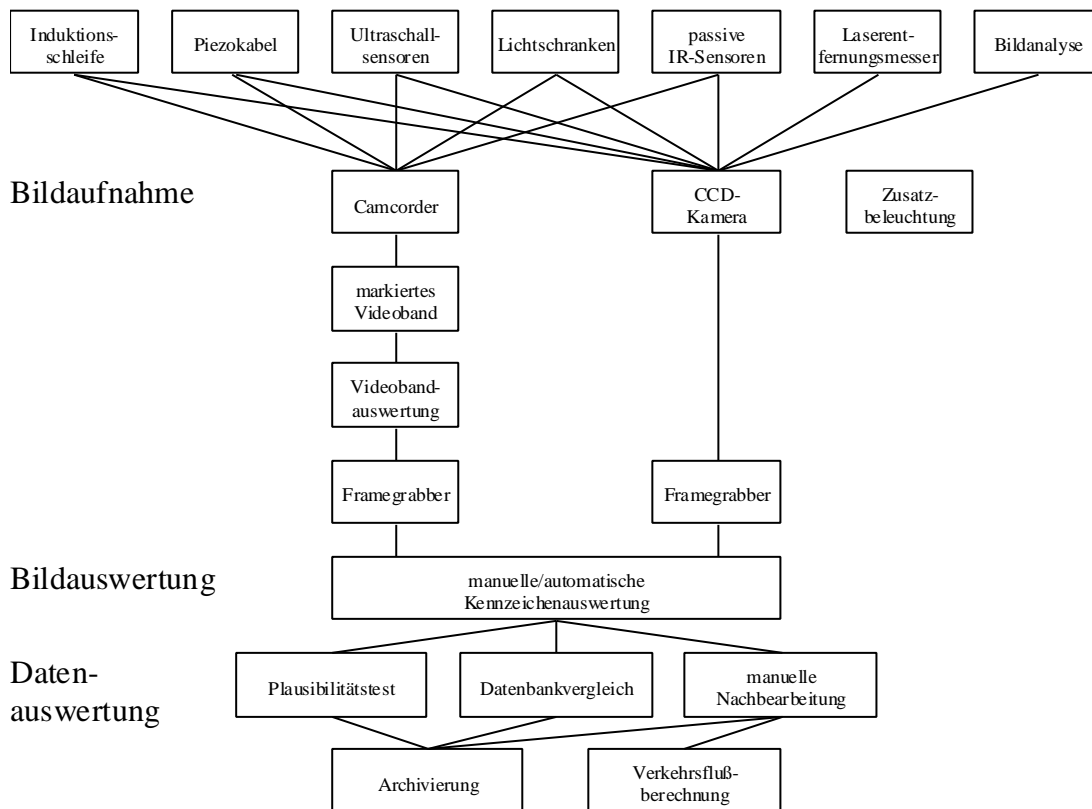 Induktions-
schleife
Piezokabel
Ultraschall-
sensoren
Lichtschranken
passive
IR-Sensoren
Laserent-
fernungsmesser
Bildanalyse
Bildaufnahme
Camcorder
CCD-
Kamera
Zusatz-
beleuchtung
markiertes
Videoband
Videoband-
auswertung
Framegrabber
Framegrabber
Bildauswertung
manuelle/automatische
Kennzeichenauswertung
Daten-
auswertung
Plausibilitätstest
Datenbankvergleich
manuelle
Nachbearbeitung
Archivierung
Verkehrsfluß-
berechnung